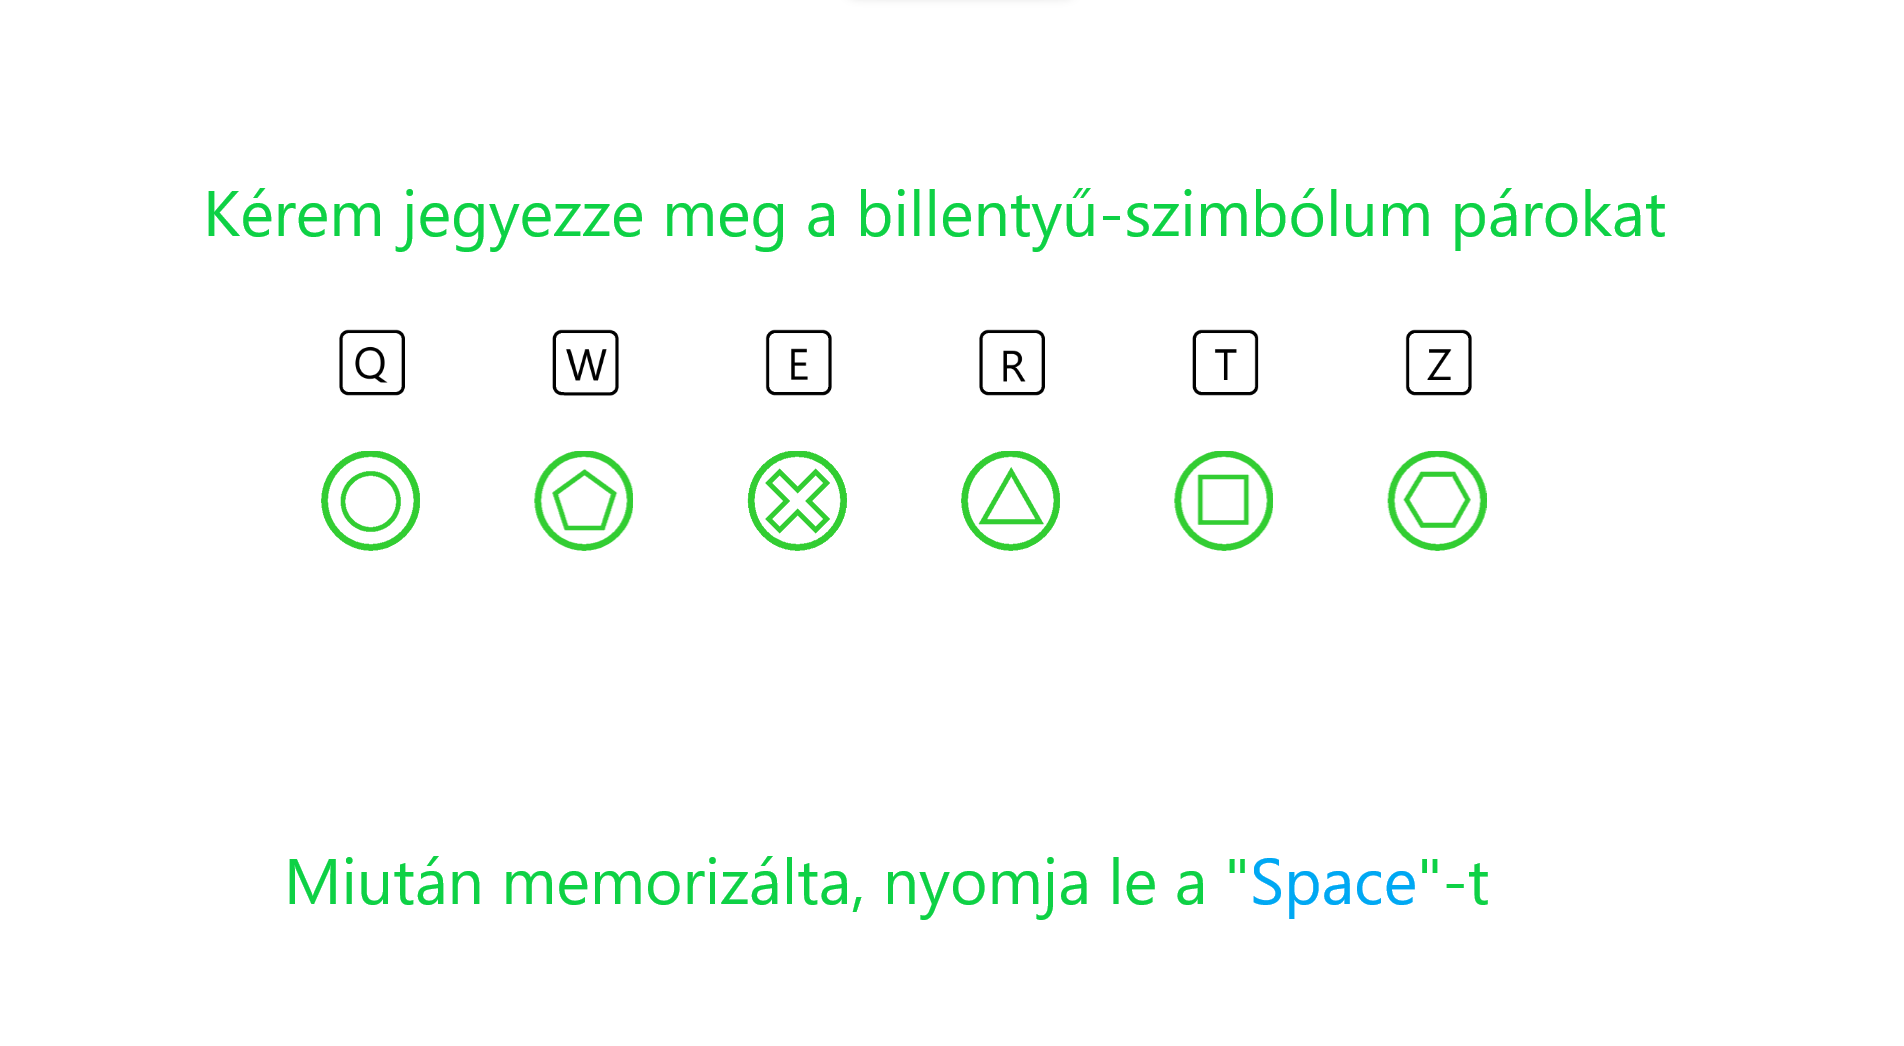 Kérem jegyezze meg a billentyű-szimbólum párokat
Q W E R T Z
Miután memorizálta, nyomja le a "Space"-t